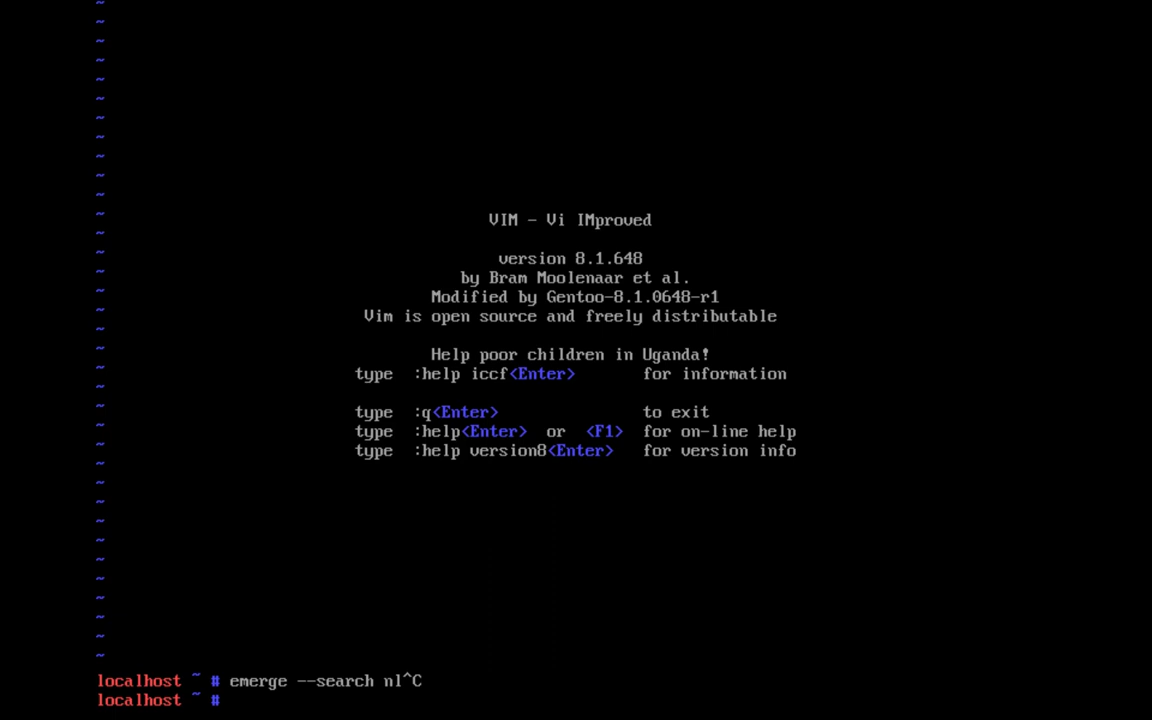 ~
~
~
~
~
~
~
~
~
~
~
VIM - Vi IMproved
~
~
version 8.1.648
~
by Bram Moolenaar et al.
~
Modified by Gentoo-8.1.0648-r1
~
Vim is open source and freely distributable
~
~
Help poor children in Uganda!
~
type :help iccf<Enter> for information
~
~
type :q<Enter> to exit
~
type :help<Enter> or <F1> for on-line help
~
type :help version8<Enter> for version info
~
~
~
~
~
~
~
~
~
~
~
~
localhost ~ # emerge --search nl^C
localhost ~ #